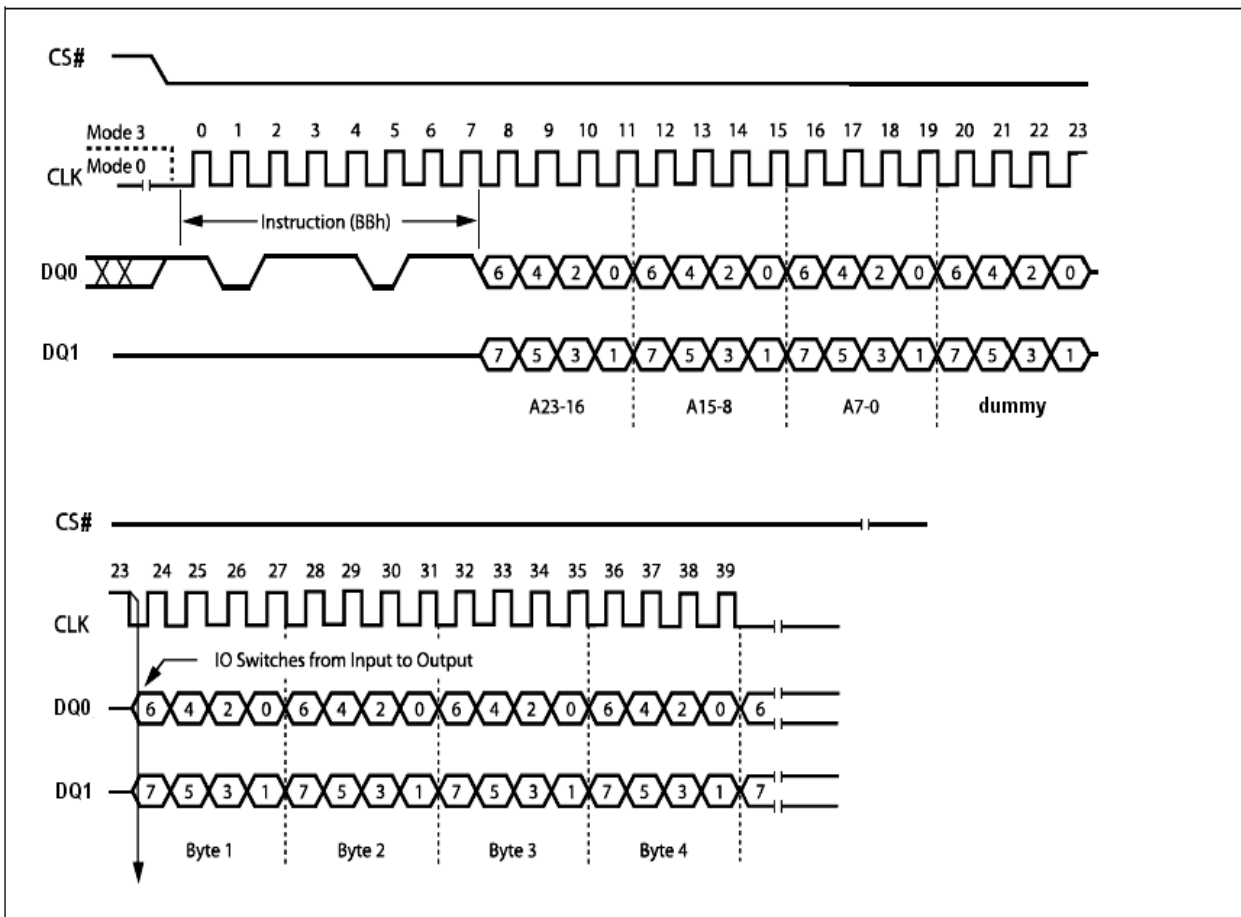 CS#
Mode 3
0 1 2 3 4 5 6 7 8 9 10 11 12 13 14 15 16 17 18 19 20 21 22 23
Mode 0
CLK
Instruction (BBh)
DQ0 6 4 2 0 6 4 2 0 6 4 2 0 6 4 2 0
DQ1 7 5 3 1 7 5 3 1 7 5 3 1 7 5 3 1
A23-16 A15-8 A7-0 dummy
CS#
23 24 25 26 27 28 29 30 31 32 33 34 35 36 37 38 39
CLK
IO Switches from Input to Output
DQ0 6 4 2 0 6 4 2 0 6 4 2 0 6 4 2 0 6
DQ1 7 5 3 1 7 5 3 1 7 5 3 1 7 5 3 1 7
Byte 1 Byte 2 Byte 3 Byte 4